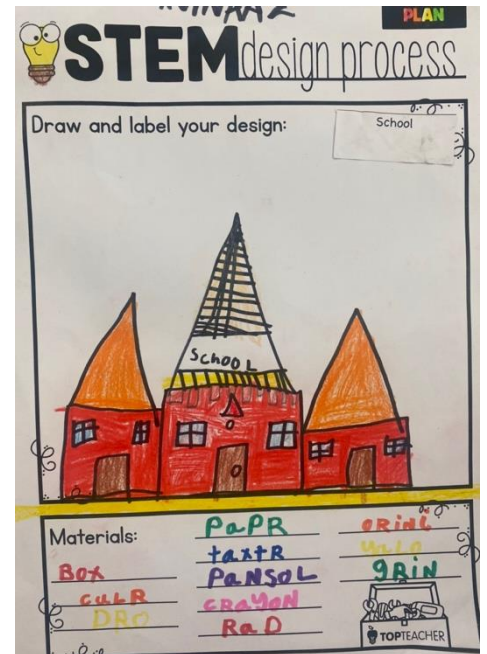 PLAN
STEM design process
Draw and label your design:
School
SCHOOL
Materials:
BOX
CULR
DRO
PaPR
taxtR
PaNSOL
CRayON
RaD
ORiNi
gRiN
TOPTEACHER